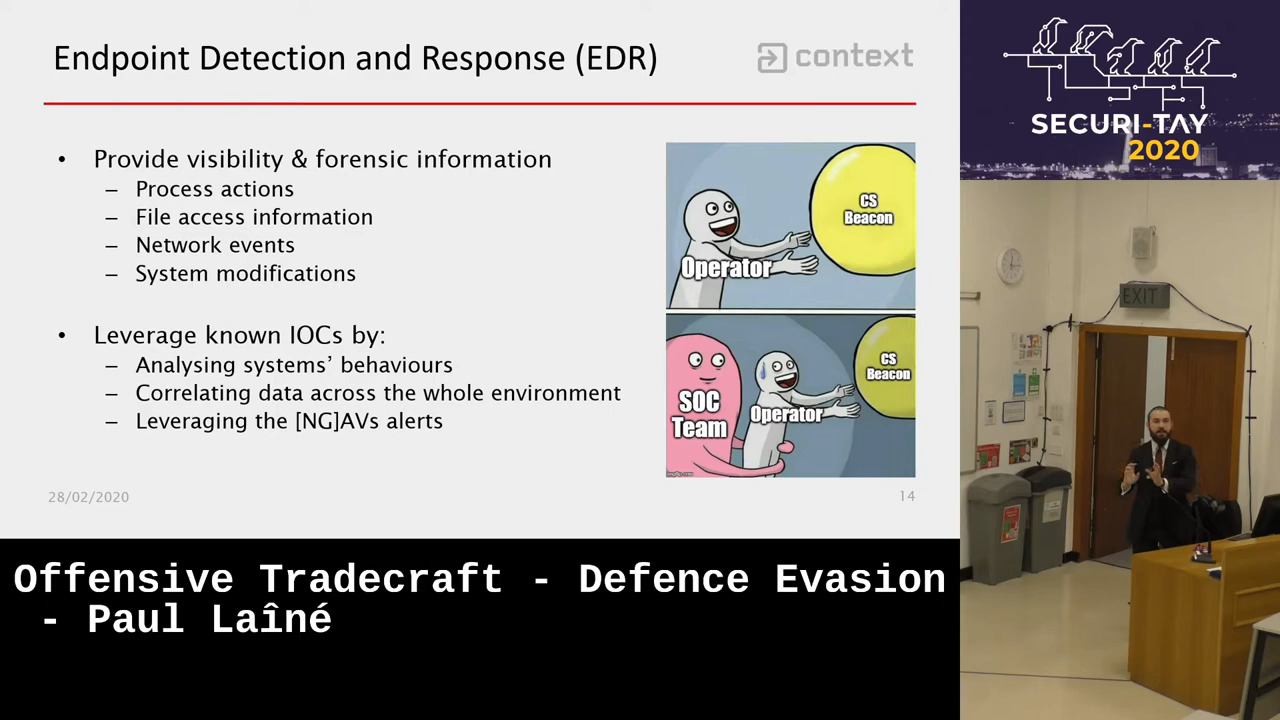 Endpoint Detection and Response (EDR)
context
• Provide visibility & forensic information
– Process actions
– File access information
– Network events
– System modifications
• Leverage known IOCs by:
– Analysing systems’ behaviours
– Correlating data across the whole environment
– Leveraging the [NG]AVs alerts
CS
Beacon
Operator
CS
Beacon
SOC
Team
Operator
imgflip.com
28/02/2020
14
SECURI-TAY
2020
EXIT
Offensive Tradecraft - Defence Evasion
- Paul Laîné